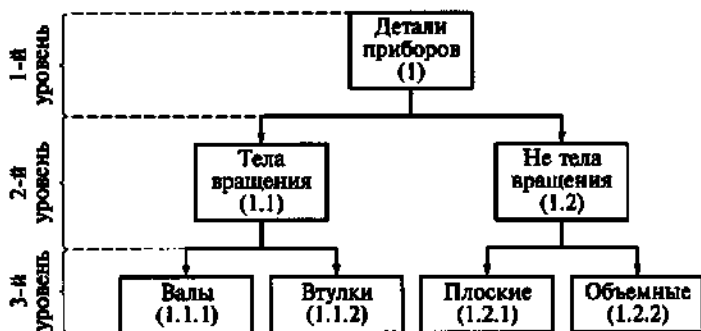 1-й
уровень
Детали
приборов
(1)
2-й
уровень
Тела
вращения
(1.1)
Не тела
вращения
(1.2)
3-й
уровень
Валы
(1.1.1)
Втулки
(1.1.2)
Плоские
(1.2.1)
Объемные
(1.2.2)